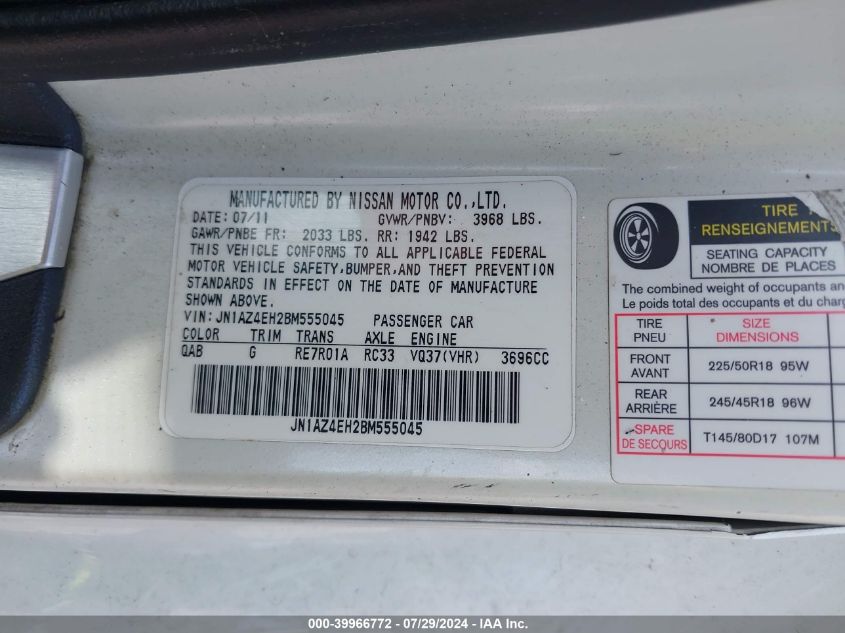 MANUFACTURED BY NISSAN MOTOR CO.,LTD.
DATE: 07/11 GVWR/PNBV: 3968 LBS.
GAWR/PNBE FR: 2033 LBS. RR: 1942 LBS.
THIS VEHICLE CONFORMS TO ALL APPLICABLE FEDERAL
MOTOR VEHICLE SAFETY,BUMPER,AND THEFT PREVENTION
STANDARDS IN EFFECT ON THE DATE OF MANUFACTURE
SHOWN ABOVE.
VIN: JN1AZ4EH2BM555045 PASSENGER CAR
COLOR TRIM TRANS AXLE ENGINE
QAB G RE7R01A RC33 VQ37(VHR) 3696CC
JN1AZ4EH2BM555045
TIRE
RENSEIGNEMENTS
SEATING CAPACITY
NOMBRE DE PLACES
The combined weight of occupants
Le poids total des occupants et du
TIRE SIZE
PNEU DIMENSIONS
FRONT
AVANT 225/50R18 95W
REAR
ARRIÈRE 245/45R18 96W
SPARE
DE SECOURS T145/80D17 107M
000-39966772 - 07/29/2024 - IAA Inc.